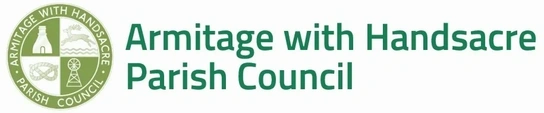 ARMITAGE WITH HANDSACRE
PARISH COUNCIL
Armitage with Handsacre
Parish Council